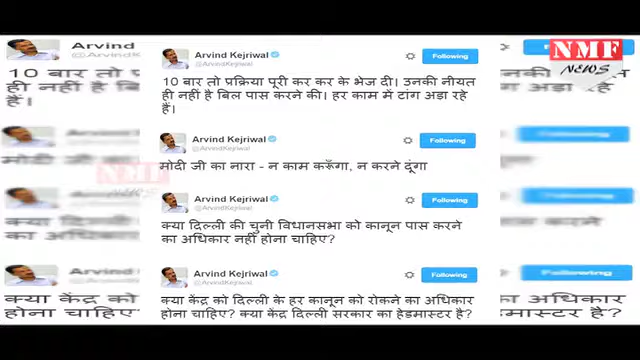 Arvind Kejriwal
@ArvindKejriwal
Following
10 बार तो प्रक्रिया पूरी कर कर के भेज दी। उनकी नीयत
ही नहीं है बिल पास करने की। हर काम में टांग अडा रहे
हैं।
Arvind Kejriwal
@ArvindKejriwal
Following
मोदी जी का नारा - न काम करूँगा, न करने दूंगा
Arvind Kejriwal
@ArvindKejriwal
Following
क्या दिल्ली की चुनी विधानसभा को कानून पास करने
का अधिकार नहीं होना चाहिए?
Arvind Kejriwal
@ArvindKejriwal
Following
क्या केंद्र को दिल्ली के हर कानून को रोकने का अधिकार
होना चाहिए? क्या केंद्र दिल्ली सरकार का हेडमास्टर है?
NMF
NEWS